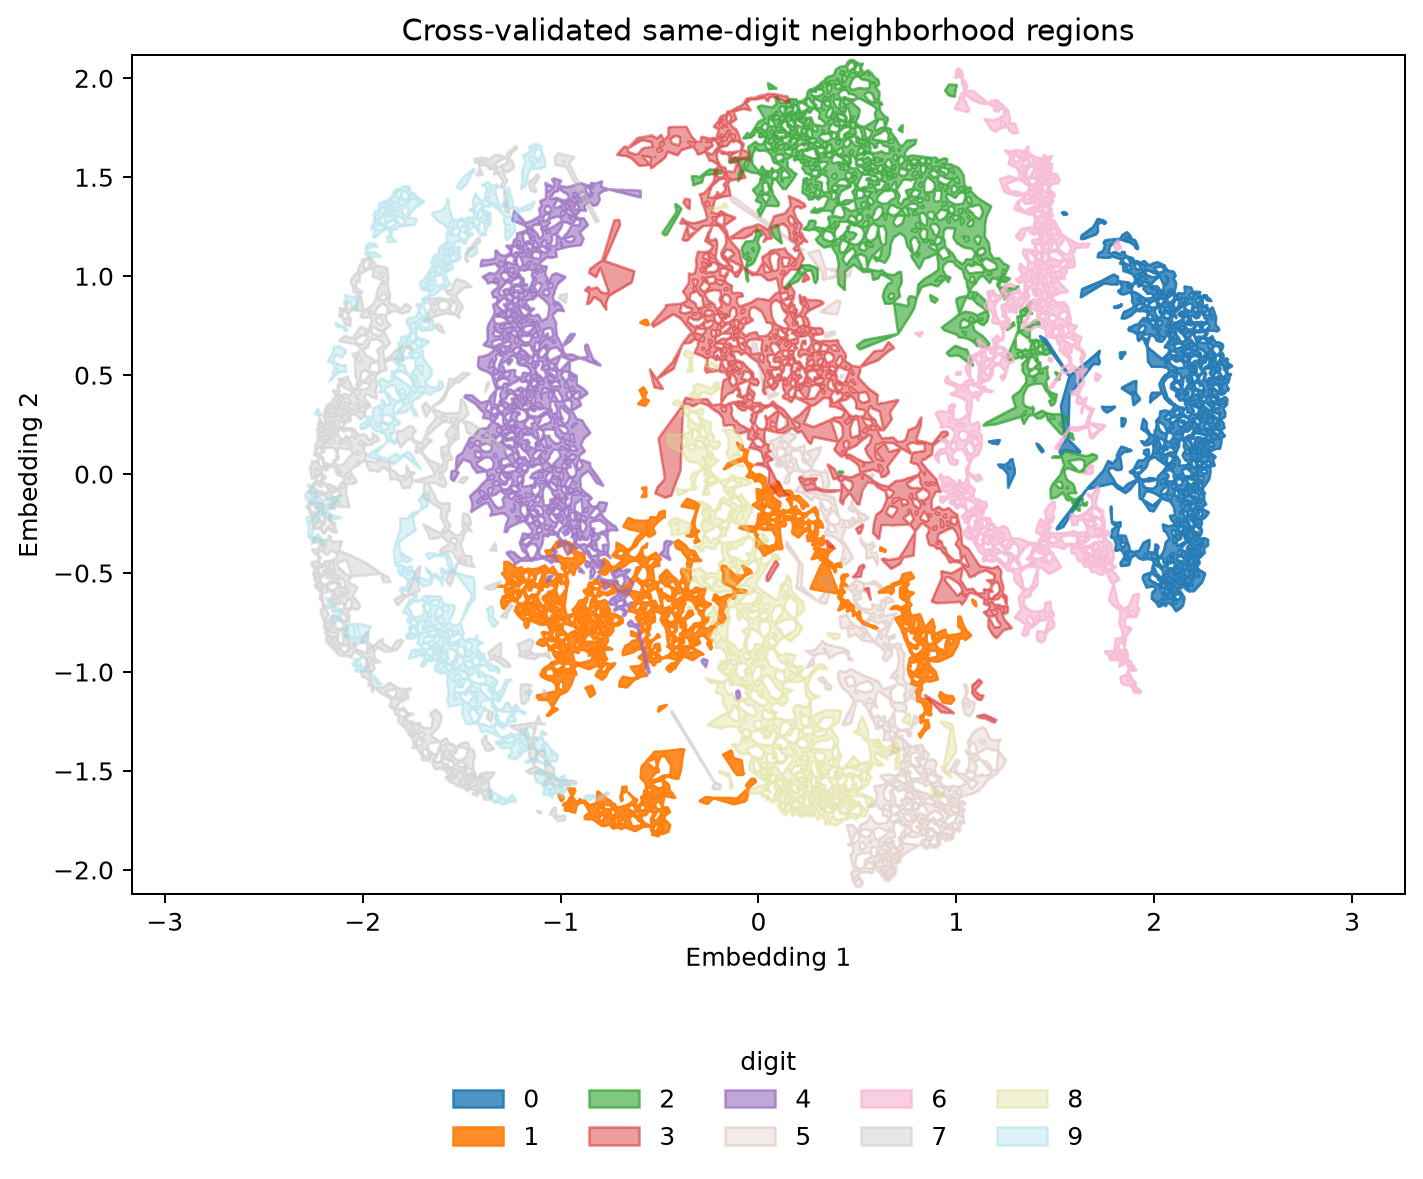 Cross-validated same-digit neighborhood regions
2.0
1.5
1.0
0.5
0.0
−0.5
−1.0
−1.5
−2.0
Embedding 2
−3 −2 −1 0 1 2 3
Embedding 1
digit
0 2 4 6 8
1 3 5 7 9